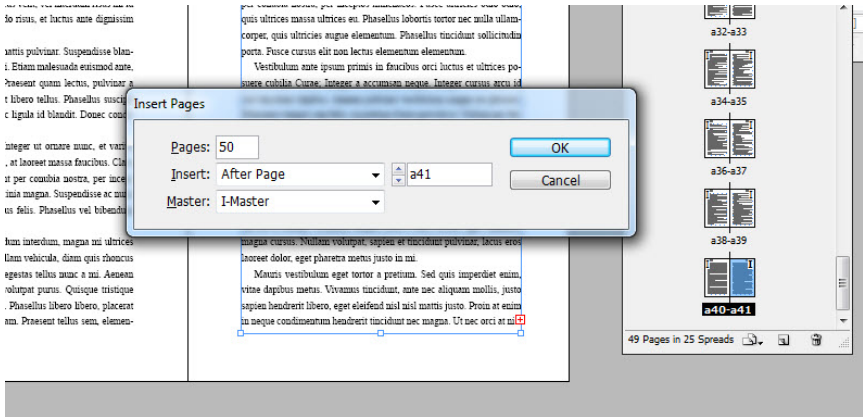 do risus, et luctus ante dignissim
mattis pulvinar. Suspendisse blan-
i. Etiam malesuada euismod ante,
Praesent quam lectus, pulvinar a
t libero tellus. Phasellus suscip
c ligula id blandit. Donec cond
nteger ut ornare nunc, et vari
, at laoreet massa faucibus. Cla
nt per conubia nostra, per ince
inia magna. Suspendisse ac nu
us felis. Phasellus vel bibendu
dum interdum, magna mi ultrices
llam vehicula, diam quis rhoncus
egestas tellus nunc a mi. Aenean
volutpat purus. Quisque tristique
. Phasellus libero libero, placerat
am. Praesent tellus sem, elemen-
quis ultrices massa ultrices eu. Phasellus lobortis tortor nec nulla ullam-
corper, quis ultricies augue elementum. Phasellus tincidunt sollicitudin
porta. Fusce cursus elit non lectus elementum elementum.
Vestibulum ante ipsum primis in faucibus orci luctus et ultrices po-
suere cubilia Curae; Integer a accumsan neque. Integer cursus arcu id
Insert Pages
Pages: 50
Insert: After Page a41
Master: I-Master
OK
Cancel
magna cursus. Nullam volutpat, sapien et tincidunt pulvinar, lacus eros
laoreet dolor, eget pharetra metus justo in mi.
Mauris vestibulum eget tortor a pretium. Sed quis imperdiet enim,
vitae dapibus metus. Vivamus tincidunt, ante nec aliquam mollis, justo
sapien hendrerit libero, eget eleifend nisl nisl mattis justo. Proin at enim
in neque condimentum hendrerit tincidunt nec magna. Ut nec orci at ni
a32-a33
a34-a35
a36-a37
a38-a39
I
a40-a41
49 Pages in 25 Spreads